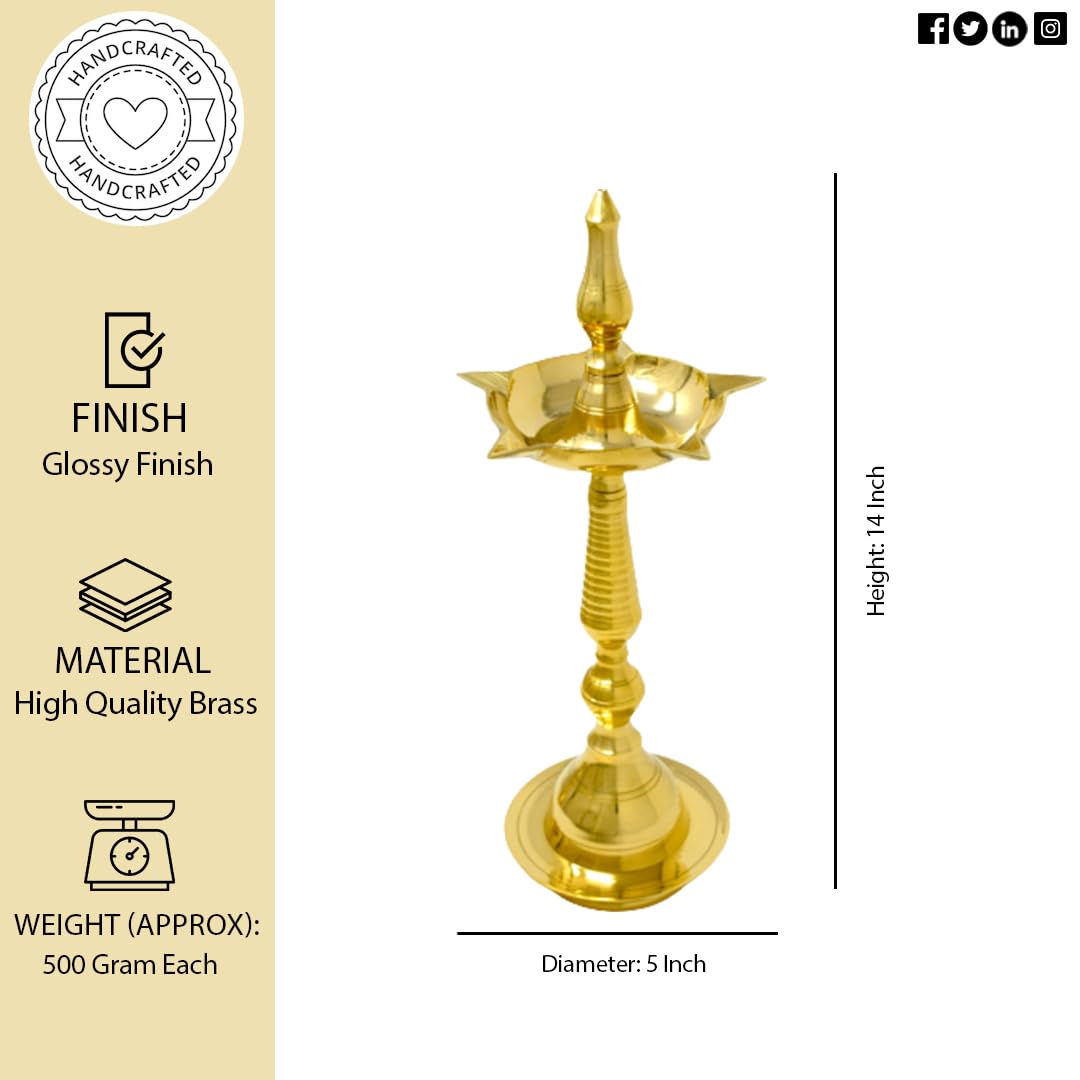 HANDCRAFTED
HANDCRAFTED
FINISH
Glossy Finish
MATERIAL
High Quality Brass
WEIGHT (APPROX):
500 Gram Each
Height: 14 Inch
Diameter: 5 Inch